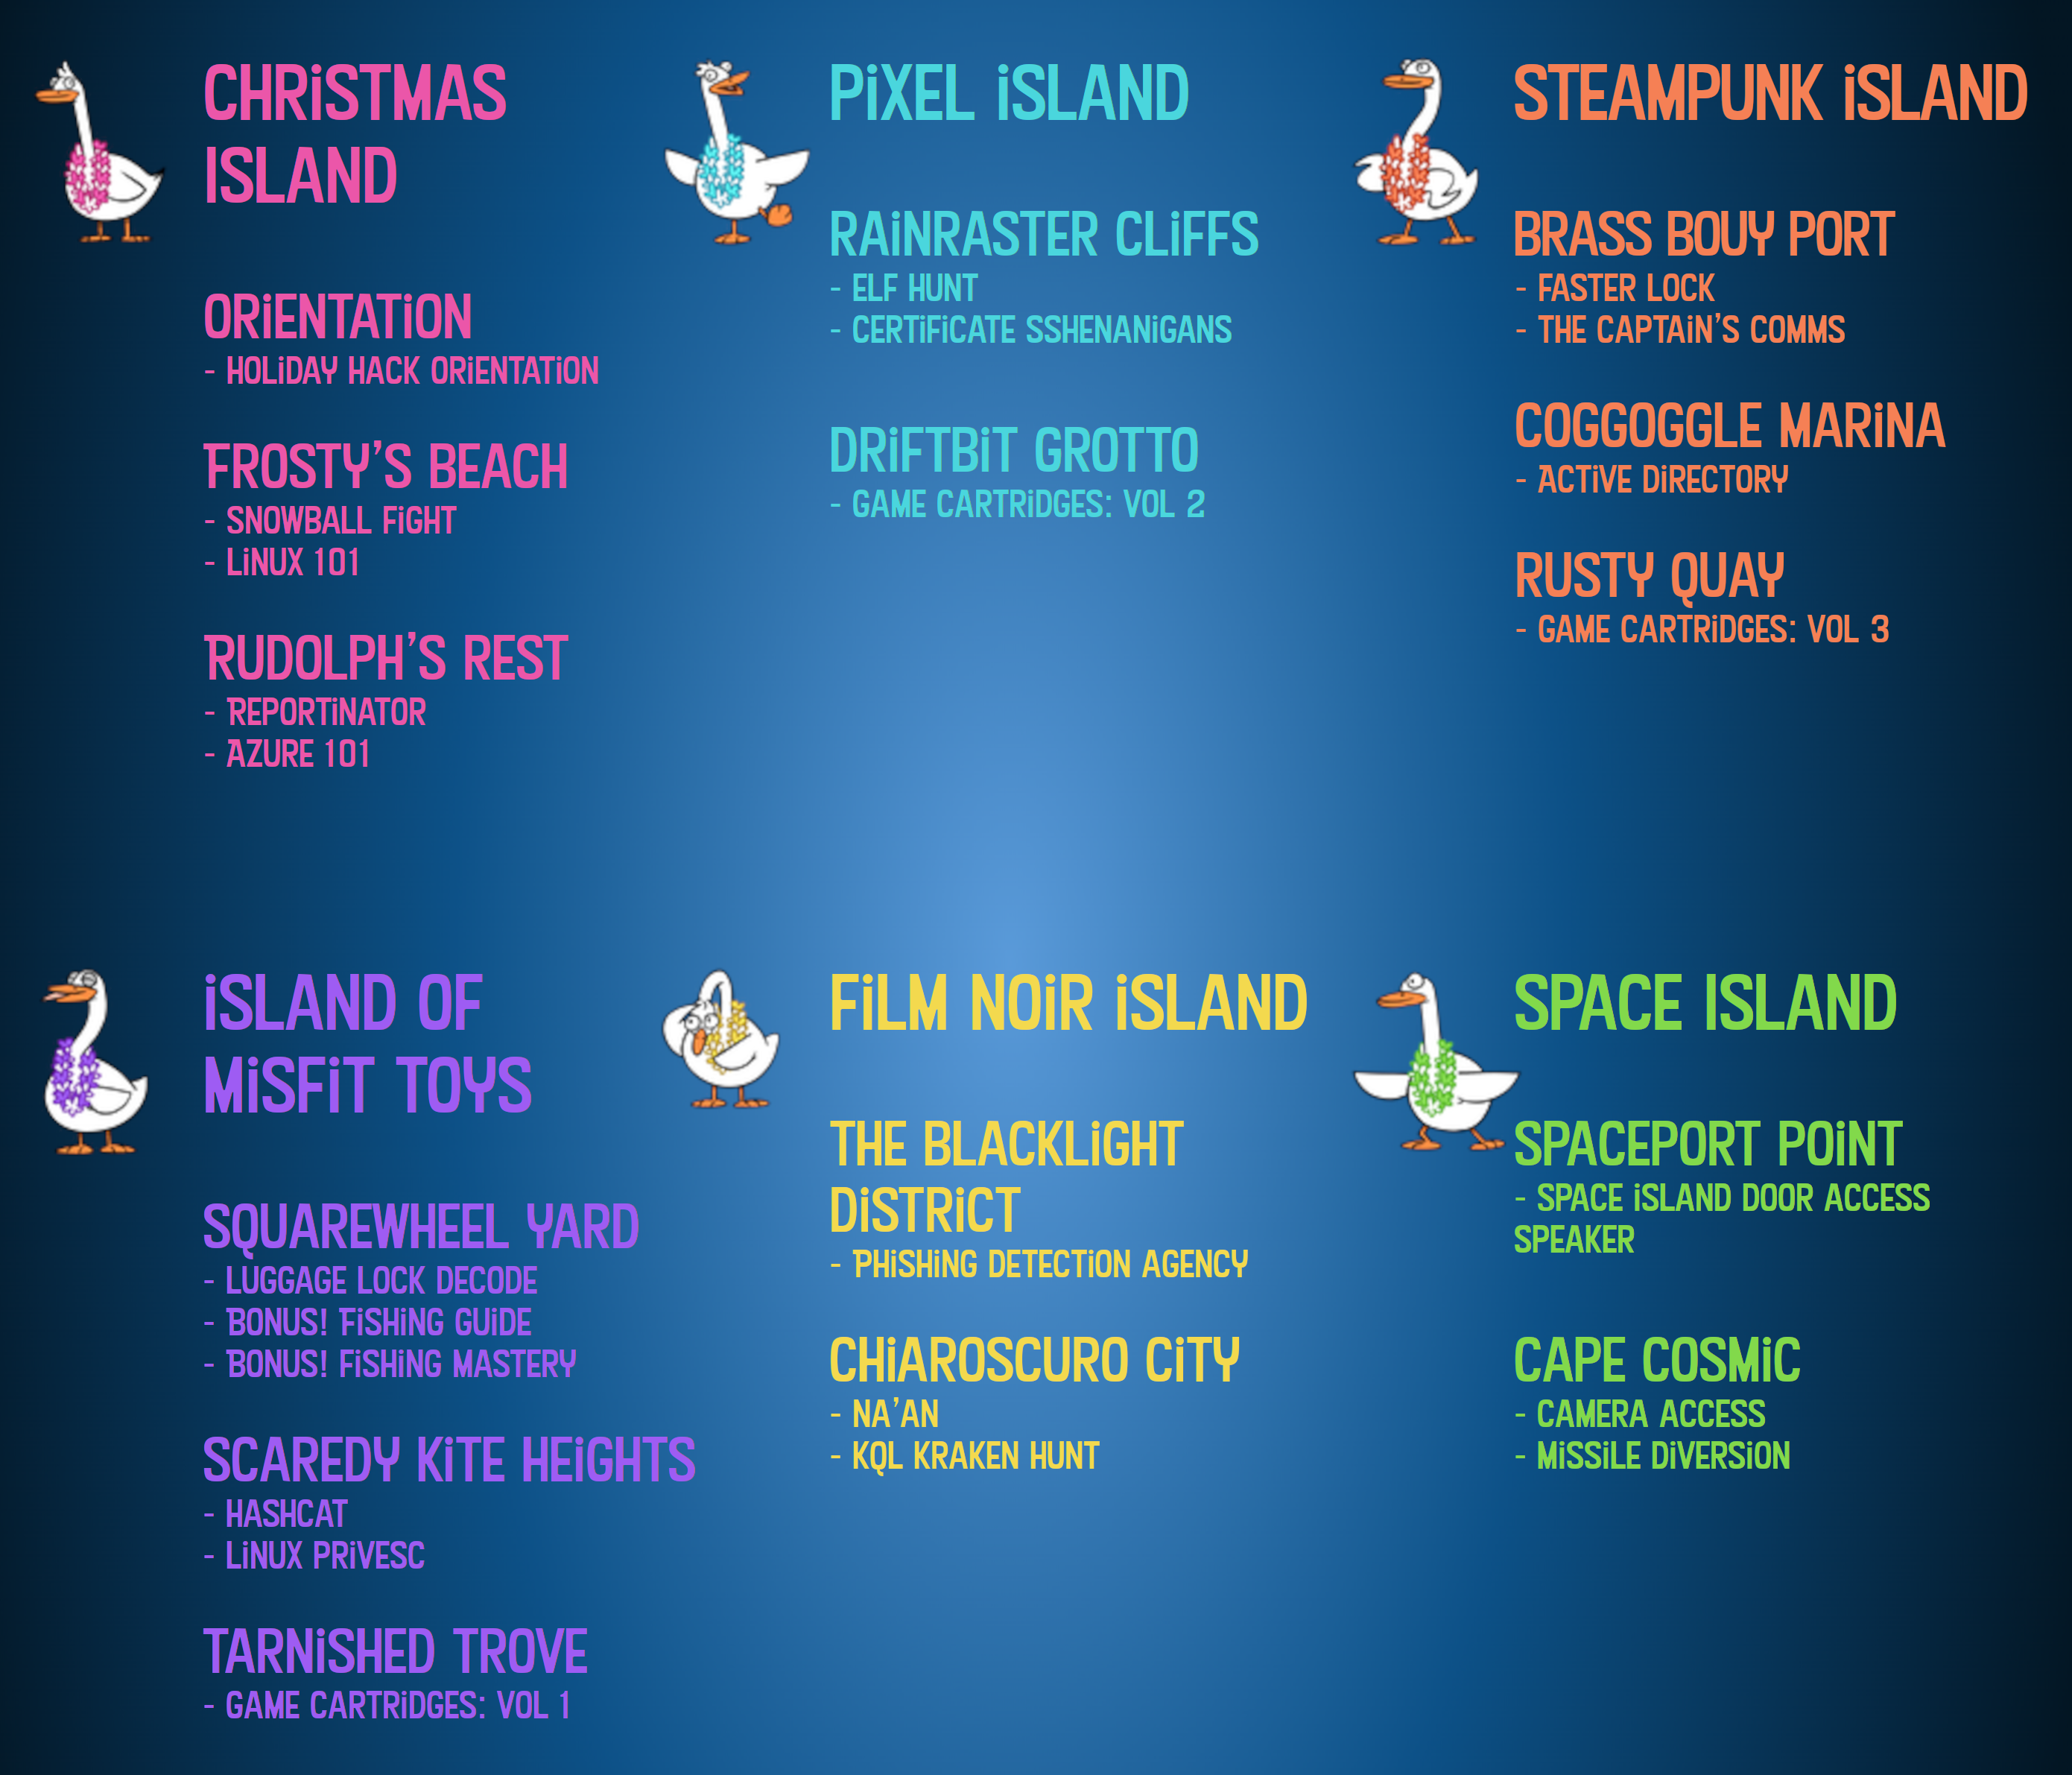 CHRiSTMAS
ISLAND
ORiENTATiON
- HOLiDAY HACK ORiENTATiON
FROSTY'S BEACH
- SNOWBALL FiGHT
- LiNUX 101
RUDOLPH'S REST
- REPORTiNATOR
- AZURE 101
PiXEL iSLAND
RAiNRASTER CLiFFS
- ELF HUNT
- CERTiFiCATE SSHENANiGANS
DRiFTBiT GROTTO
- GAME CARTRiDGES: VOL 2
STEAMPUNK iSLAND
BRASS BOUY PORT
- FASTER LOCK
- THE CAPTAiN'S COMMS
COGGOGGLE MARiNA
- ACTiVE DiRECTORY
RUSTY QUAY
- GAME CARTRiDGES: VOL 3
iSLAND OF
MiSFiT TOYS
SQUAREWHEEL YARD
- LUGGAGE LOCK DECODE
- BONUS! FiSHiNG GUiDE
- BONUS! FiSHiNG MASTERY
SCAREDY KiTE HEiGHTS
- HASHCAT
- LiNUX PRiVESC
TARNiSHED TROVE
- GAME CARTRiDGES: VOL 1
FiLM NOiR iSLAND
THE BLACKLiGHT
DiSTRiCT
- PHiSHiNG DETECTiON AGENCY
CHiAROSCURO CiTY
- NA'AN
- KQL KRAKEN HUNT
SPACE ISLAND
SPACEPORT POiNT
- SPACE iSLAND DOOR ACCESS
SPEAKER
CAPE COSMiC
- CAMERA ACCESS
- MiSSiLE DiVERSiON